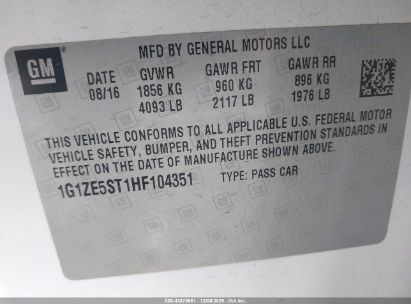 GM
MFD BY GENERAL MOTORS LLC
DATE GVWR GAWR FRT GAWR RR
08/16 1856 KG 960 KG 896 KG
4093 LB 2117 LB 1976 LB
THIS VEHICLE CONFORMS TO ALL APPLICABLE U.S. FEDERAL MOTOR
VEHICLE SAFETY, BUMPER, AND THEFT PREVENTION STANDARDS IN
EFFECT ON THE DATE OF MANUFACTURE SHOWN ABOVE.
1G1ZE5ST1HF104351 TYPE: PASS CAR